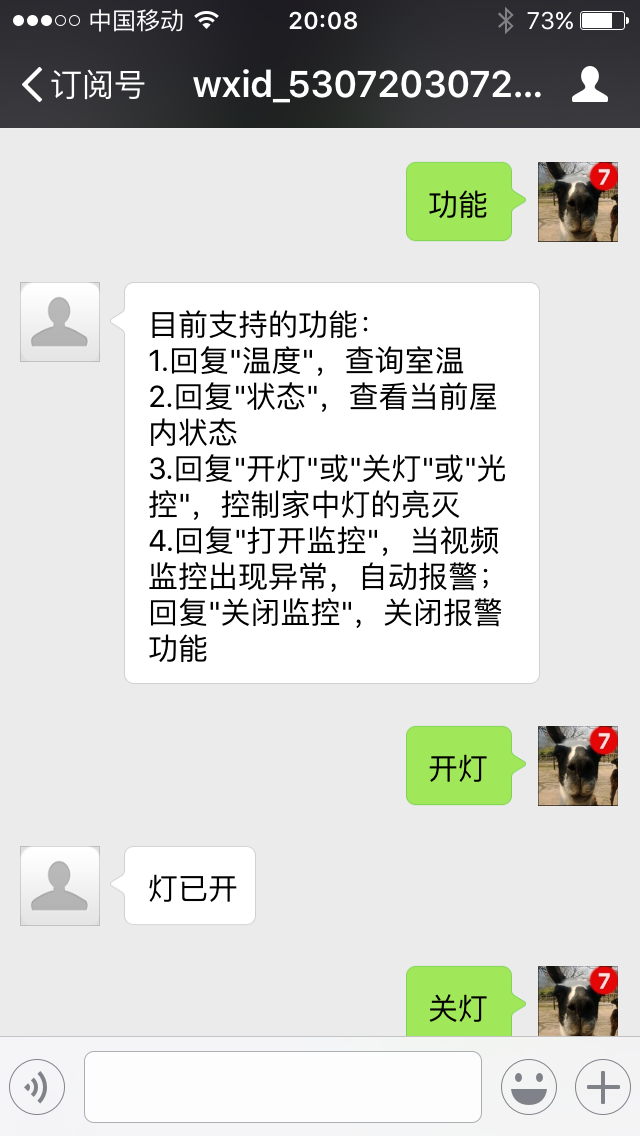 中国移动 20:08 73%
订阅号 wxid_5307203072...
7
功能
目前支持的功能：
1.回复"温度"，查询室温
2.回复"状态"，查看当前屋
内状态
3.回复"开灯"或"关灯"或"光
控"，控制家中灯的亮灭
4.回复"打开监控"，当视频
监控出现异常，自动报警；
回复"关闭监控"，关闭报警
功能
7
开灯
灯已开
7
关灯